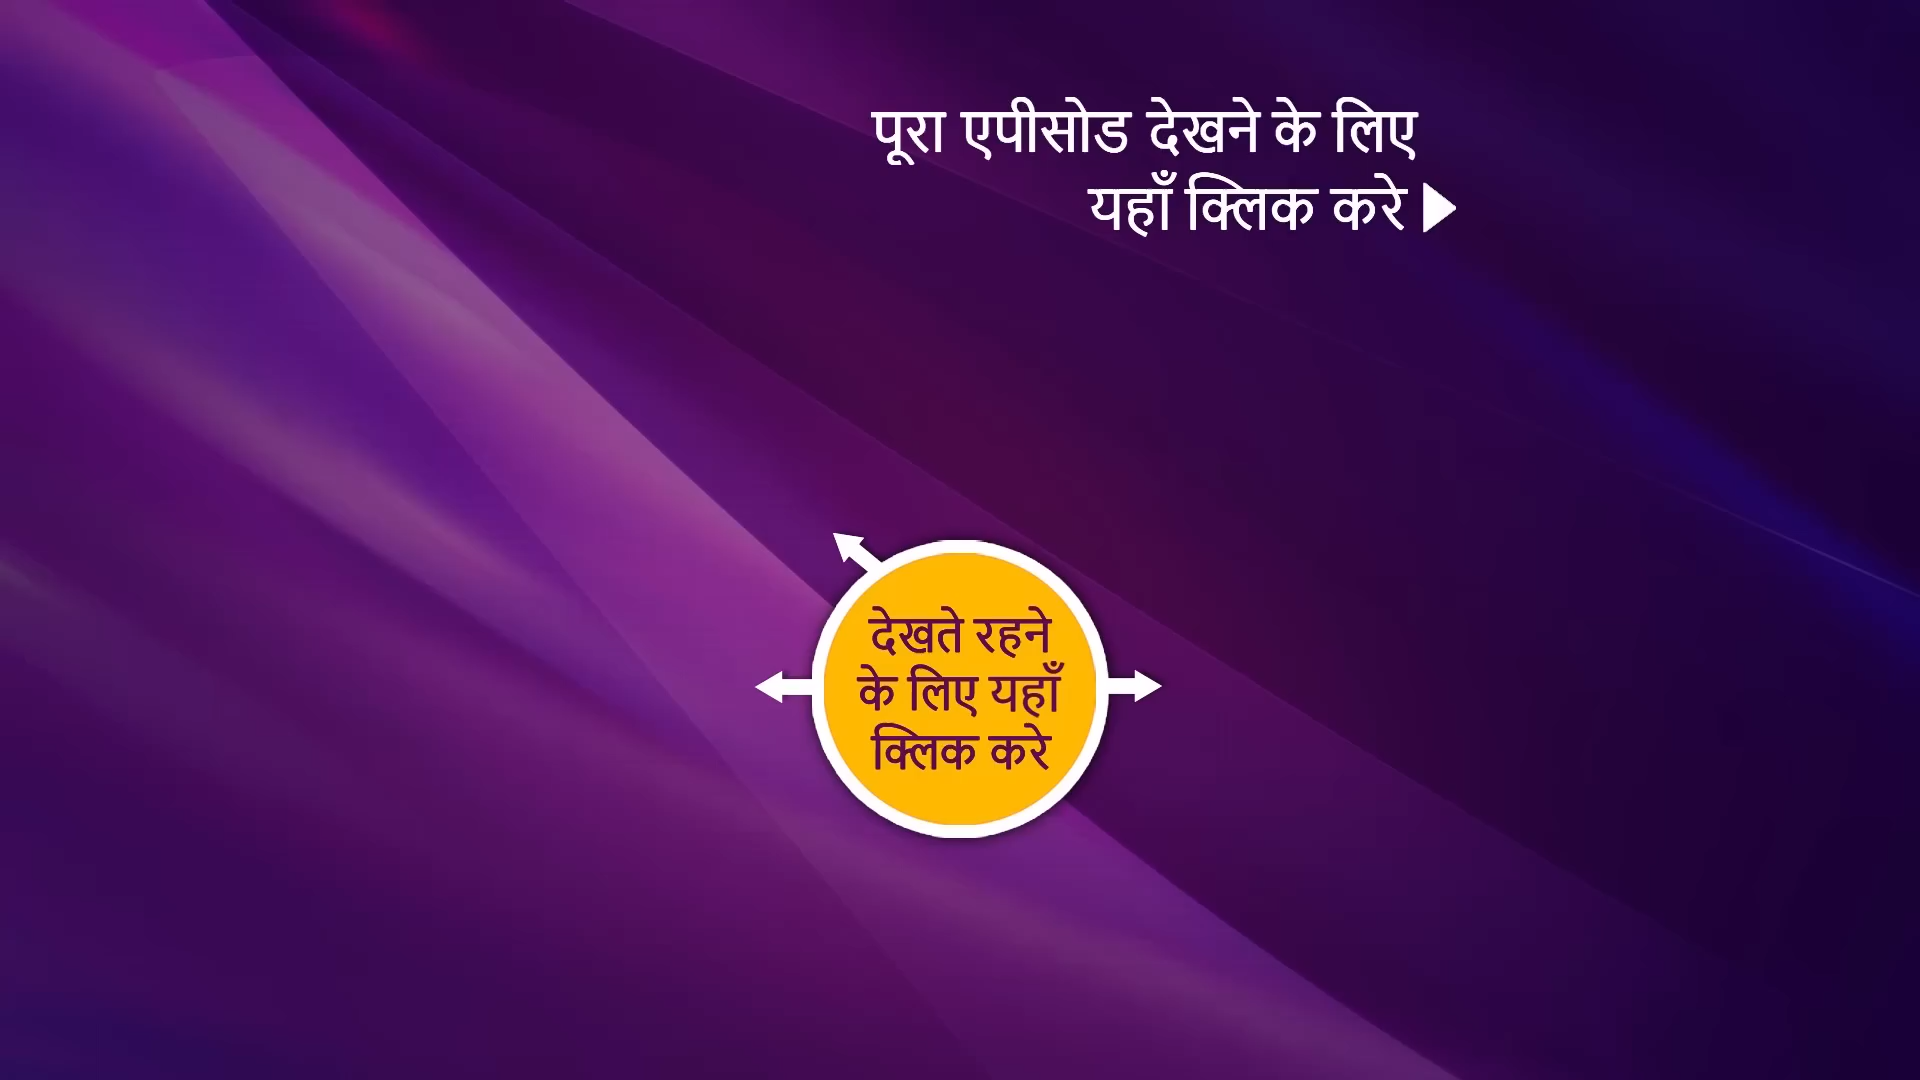 पूरा एपीसोड देखने के लिए
यहाँ क्लिक करे
देखते रहने
के लिए यहाँ
क्लिक करे